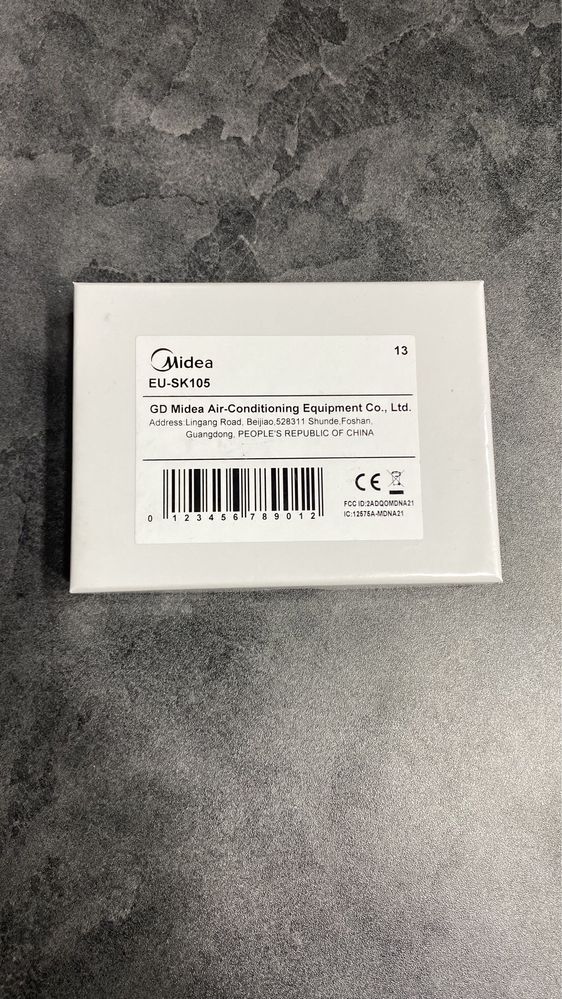 Midea
13
EU-SK105
GD Midea Air-Conditioning Equipment Co., Ltd.
Address:Lingang Road, Beijiao,528311 Shunde,Foshan,
Guangdong, PEOPLE'S REPUBLIC OF CHINA
CE
FCC ID:2ADQOMDNA21
IC:12575A-MDNA21
0 123456 789012